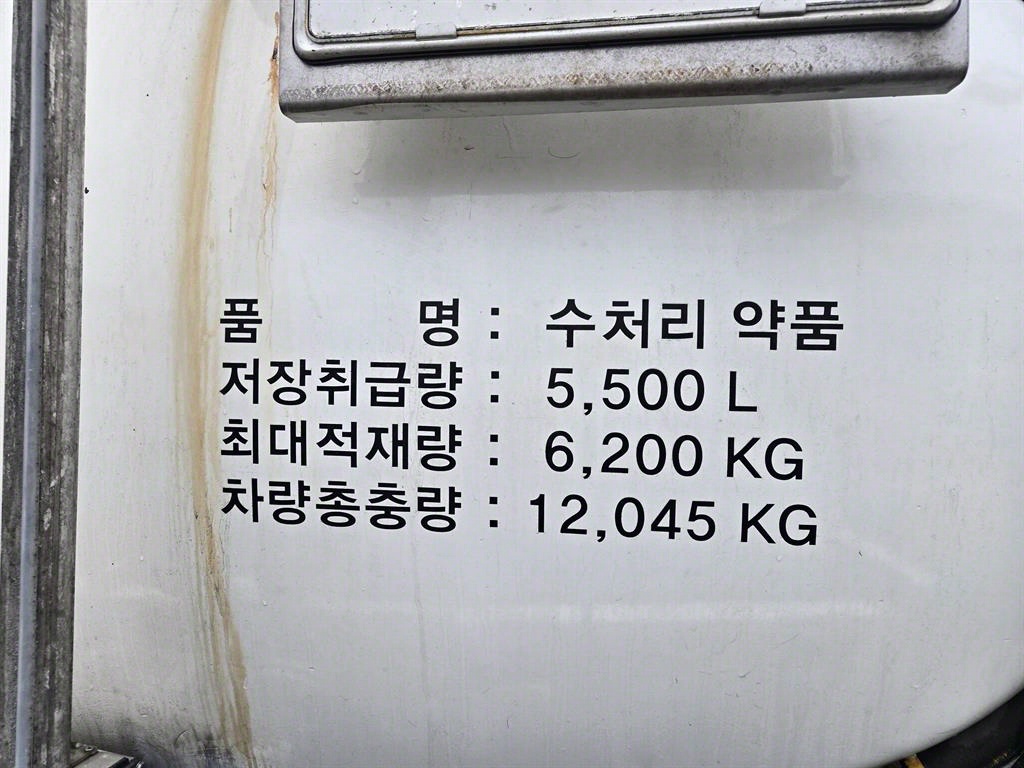 품 명 : 수처리 약품
저장취급량 : 5,500 L
최대적재량 : 6,200 KG
차량총충량 : 12,045 KG